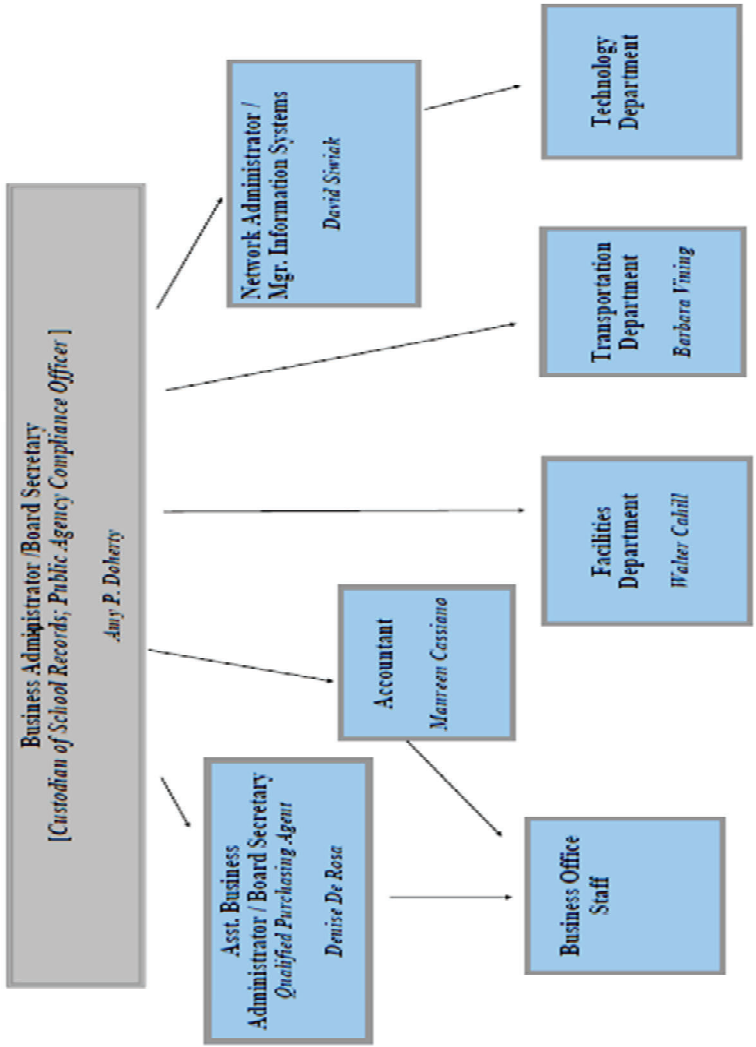 Business Administrator /Board Secretary
[Custodian of School Records; Public Agency Compliance Officer ]
Amy P. Doherty
Asst. Business
Administrator / Board Secretary
Qualified Purchasing Agent
Denise De Rosa
Accountant
Maureen Cassiano
Network Administrator /
Mgr. Information Systems
David Siwiak
Business Office
Staff
Facilities
Department
Walter Cahill
Transportation
Department
Barbara Vining
Technology
Department